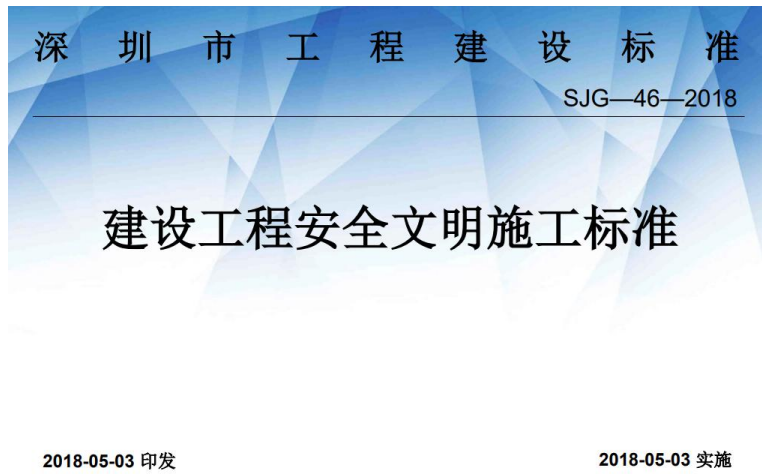 深圳市工程建设标准
SJG—46—2018
建设工程安全文明施工标准
2018-05-03 印发
2018-05-03 实施